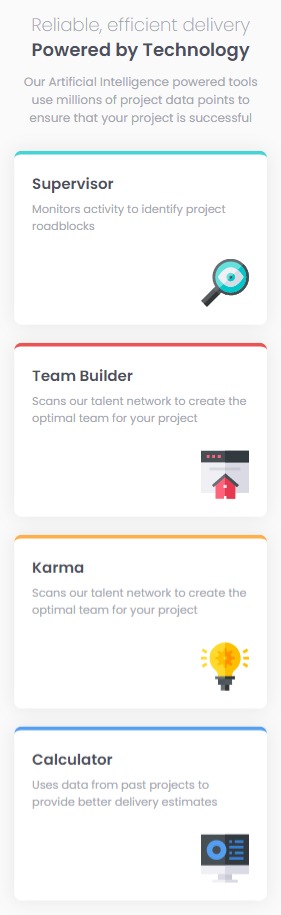 Reliable, efficient delivery
Powered by Technology
Our Artificial Intelligence powered tools
use millions of project data points to
ensure that your project is successful
Supervisor
Monitors activity to identify project
roadblocks
Team Builder
Scans our talent network to create the
optimal team for your project
Karma
Scans our talent network to create the
optimal team for your project
Calculator
Uses data from past projects to
provide better delivery estimates